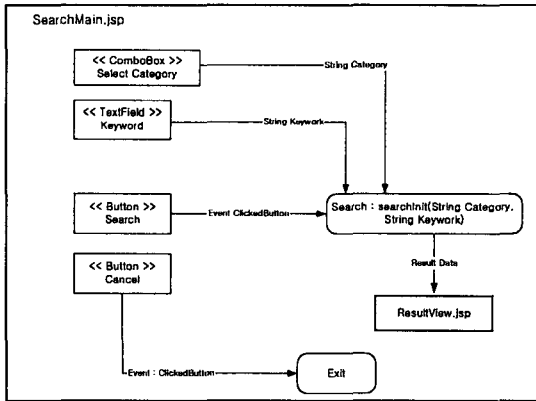 SearchMain.jsp
<< ComboBox >>
Select Category
String Category
<< TextField >>
Keyword
String Keywork
<< Button >>
Search
Event ClickedButton
Search : searchInit(String Category,
String Keyword)
<< Button >>
Cancel
Result Data
ResultView.jsp
Event : ClickedButton
Exit